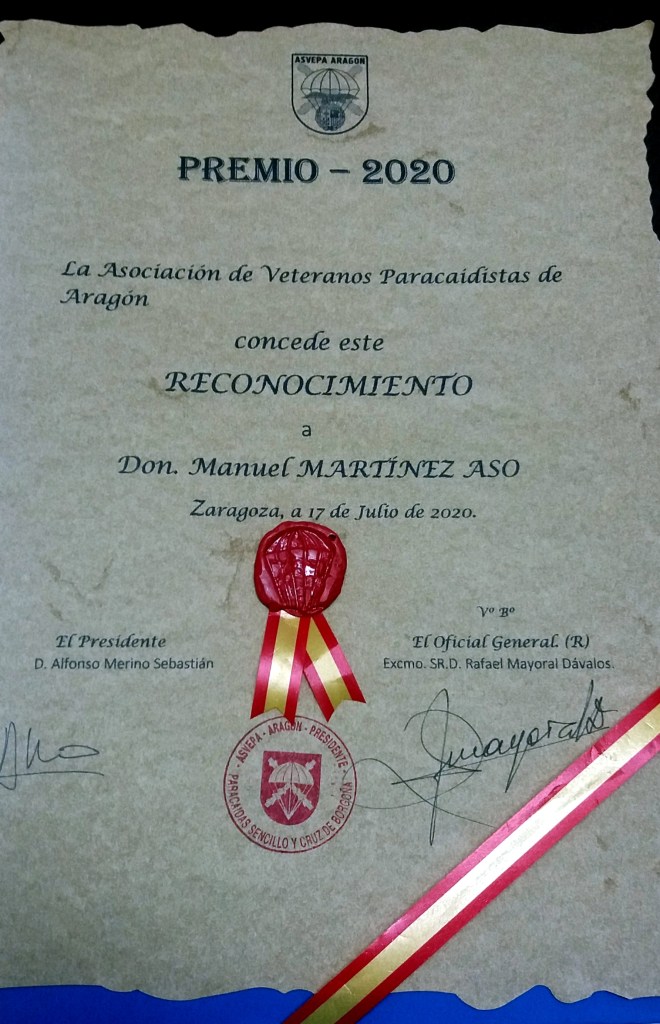 ASVEPA ARAGON
PREMIO – 2020
La Asociación de Veteranos Paracaidistas de
Aragón
concede este
RECONOCIMIENTO
a
Don. Manuel MARTÍNEZ ASO
Zaragoza, a 17 de Julio de 2020.
Vº Bº
El Presidente
D. Alfonso Merino Sebastián
El Oficial General. (R)
Excmo. SR.D. Rafael Mayoral Dávalos.
- ASVEPA - ARAGON - PRESIDENTE -
PARACAIDAS SENCILLO Y CRUZ DE BORGOÑA